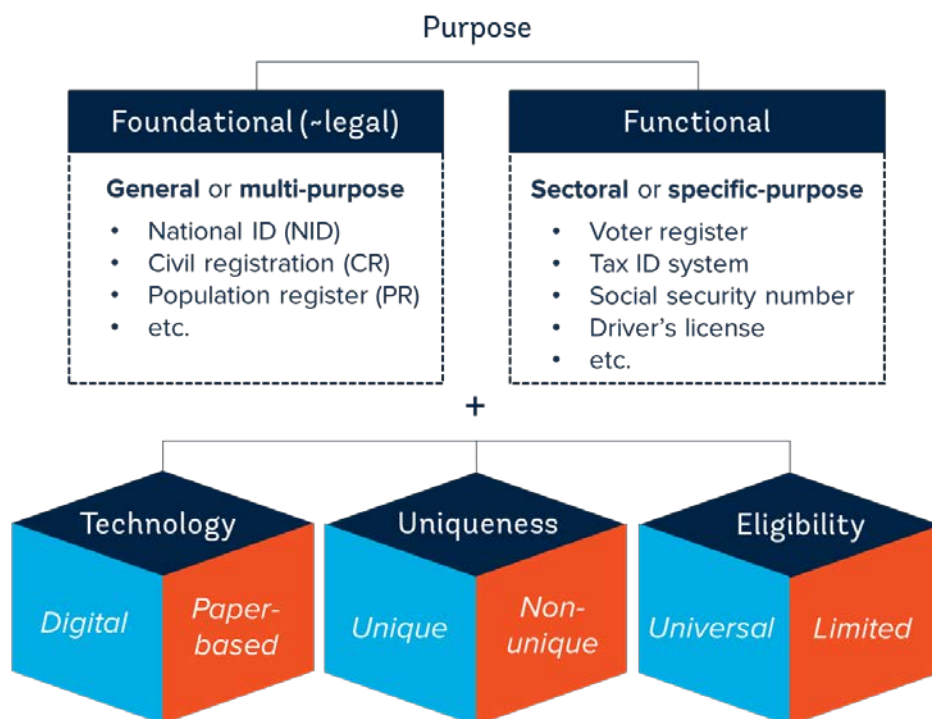 Purpose
Foundational (~legal)
General or multi-purpose
• National ID (NID)
• Civil registration (CR)
• Population register (PR)
• etc.
Functional
Sectoral or specific-purpose
• Voter register
• Tax ID system
• Social security number
• Driver's license
• etc.
+
Technology
Digital
Paper-
based
Uniqueness
Unique
Non-
unique
Eligibility
Universal
Limited